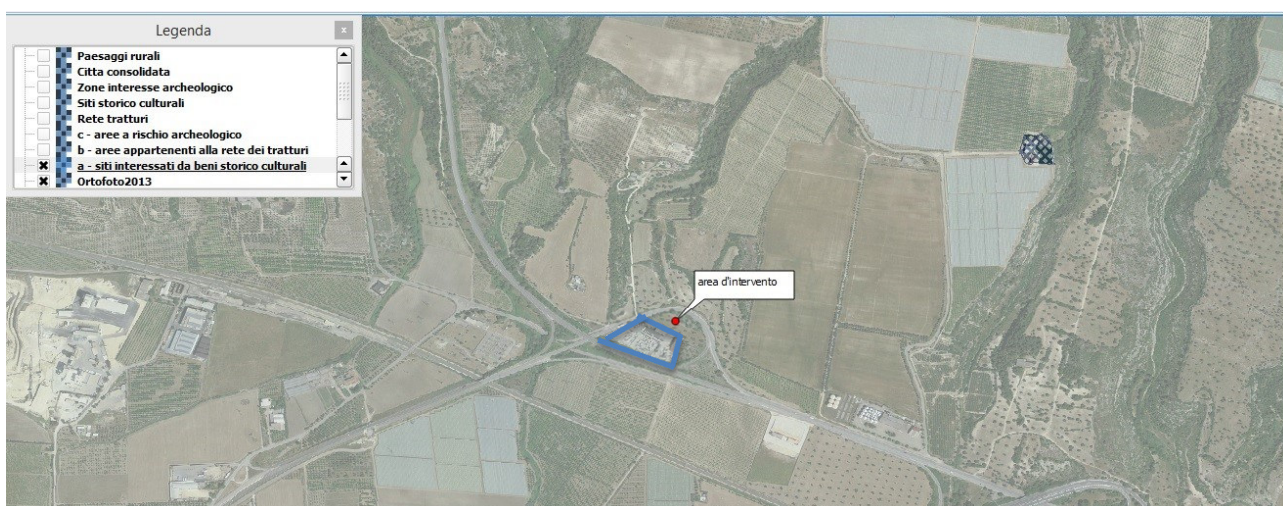 Legenda
x
Paesaggi rurali
Citta consolidata
Zone interesse archeologico
Siti storico culturali
Rete tratturi
c - aree a rischio archeologico
b - aree appartenenti alla rete dei tratturi
a - siti interessati da beni storico culturali
Ortofoto2013
area d'intervento